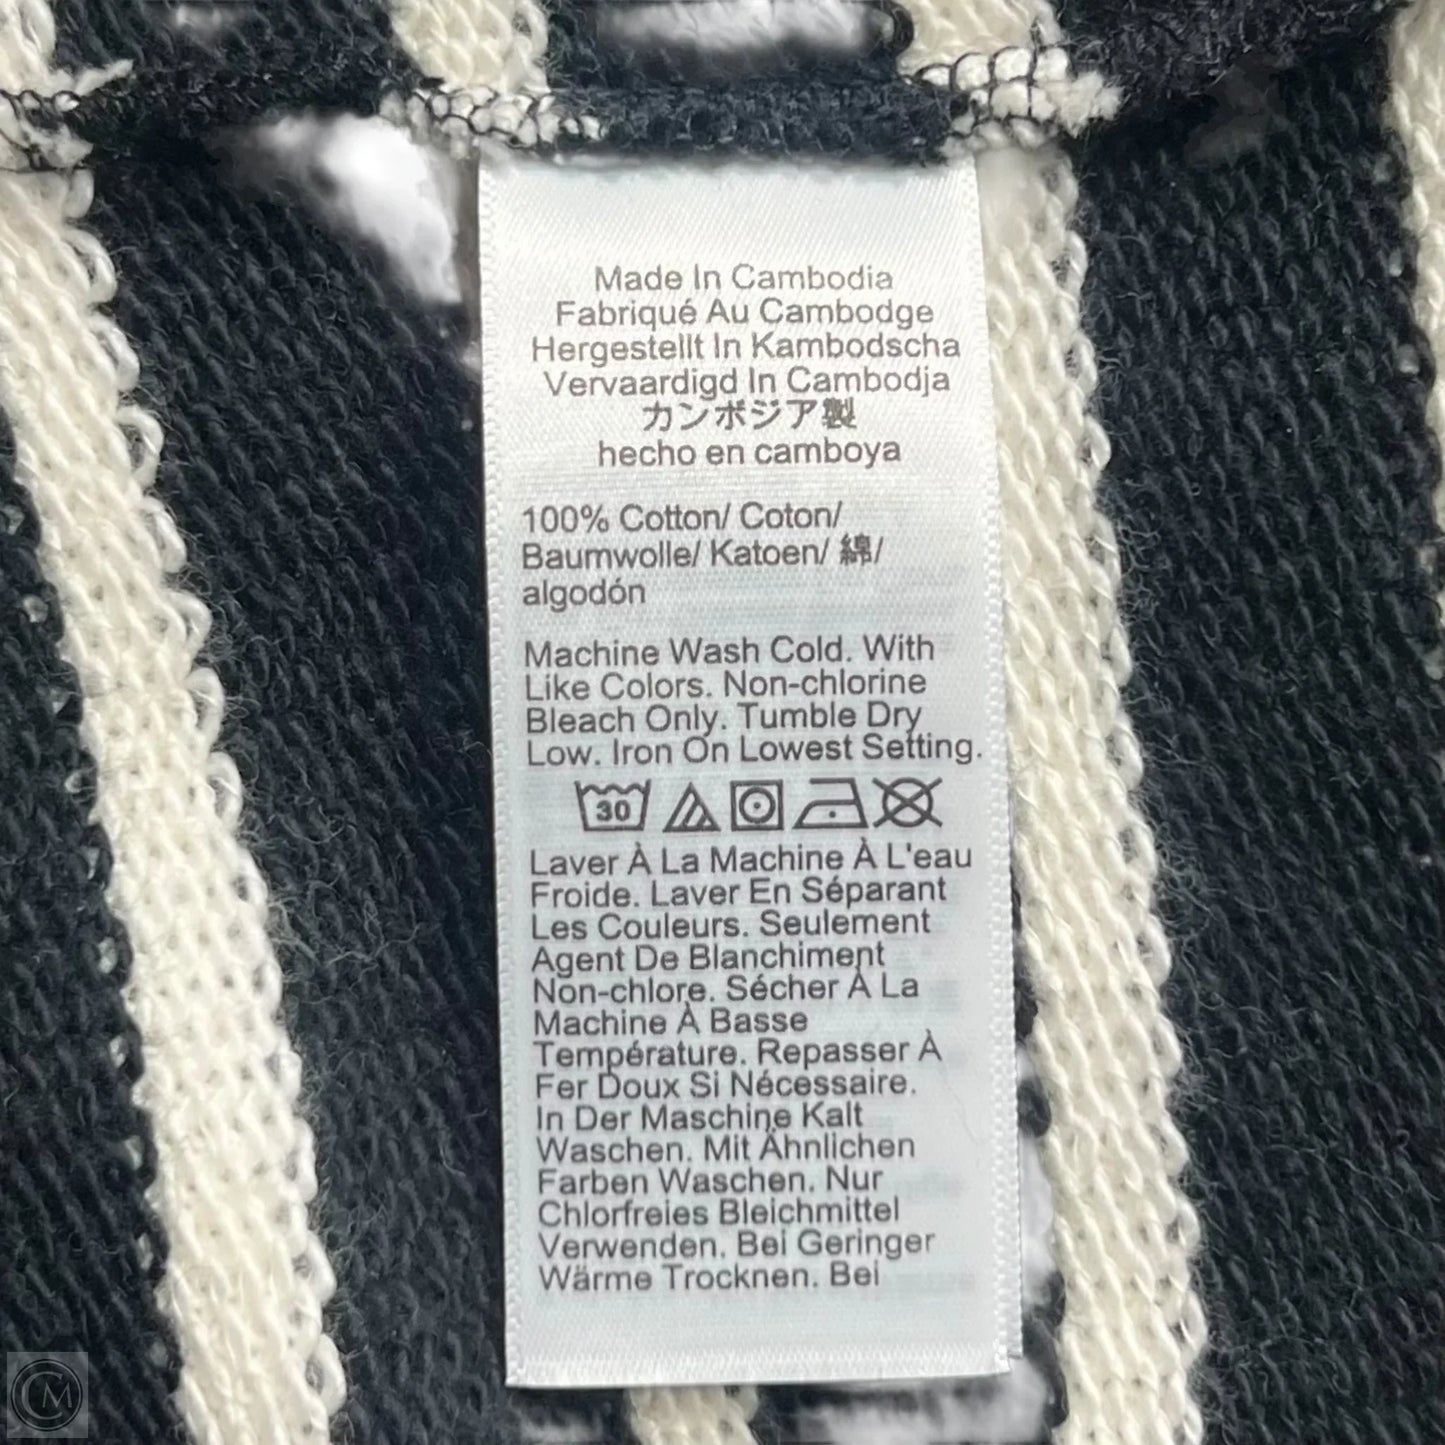 Made In Cambodia
Fabriqué Au Cambodge
Hergestellt In Kambodscha
Vervaardigd In Cambodja
カンボジア製
hecho en camboya
100% Cotton/ Coton/
Baumwolle/ Katoen/ 綿/
algodón
Machine Wash Cold. With
Like Colors. Non-chlorine
Bleach Only. Tumble Dry
Low. Iron On Lowest Setting.
30
Laver À La Machine À L'eau
Froide. Laver En Séparant
Les Couleurs. Seulement
Agent De Blanchiment
Non-chlore. Sécher À La
Machine À Basse
Température. Repasser À
Fer Doux Si Nécessaire.
In Der Maschine Kalt
Waschen. Mit Ähnlichen
Farben Waschen. Nur
Chlorfreies Bleichmittel
Verwenden. Bei Geringer
Wärme Trocknen. Bei
CM